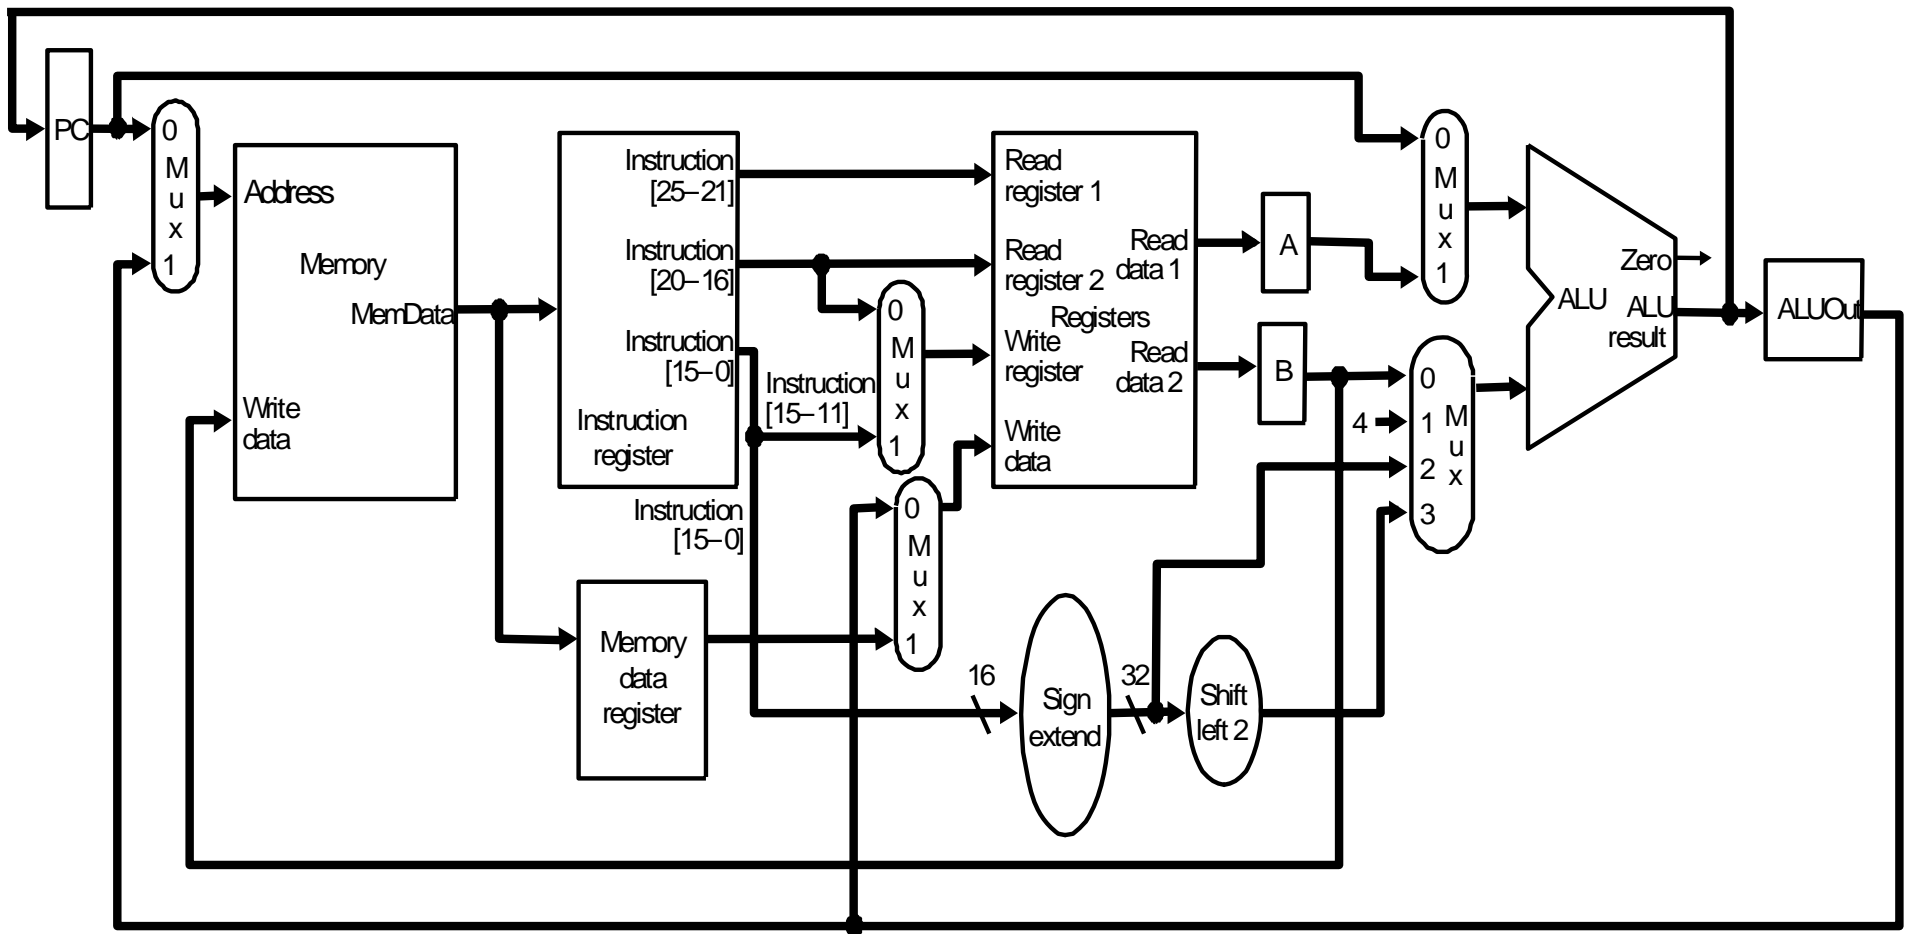 PC
0
M
u
x
1
Address
Memory
MemData
Write
data
Instruction
[25–21]
Instruction
[20–16]
Instruction
[15–0]
Instruction
register
Instruction
[15–11]
Instruction
[15–0]
0
M
u
x
1
0
M
u
x
1
Memory
data
register
Read
register 1
Read
register 2
Registers
Write
register
Write
data
Read
data 1
Read
data 2
16
Sign
extend
32
Shift
left 2
A
B
4
0
M
u
x
1
0
1
2
3
M
u
x
Zero
ALU
ALU
result
ALUOut